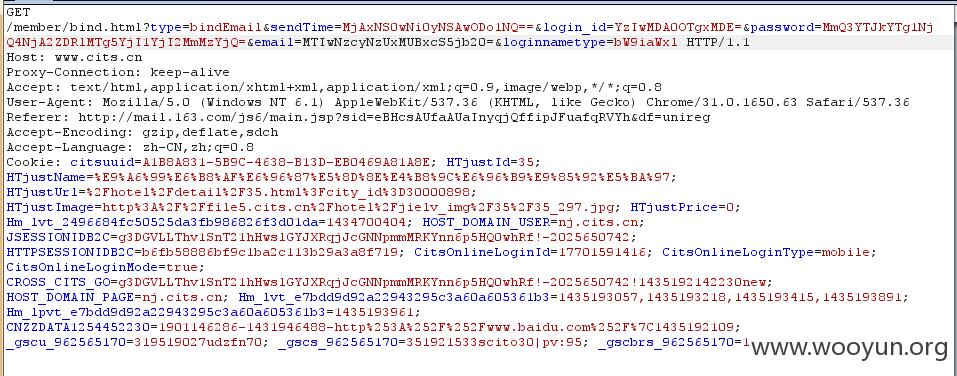 GET
/member/bind.html?type=bindEmail&sendTime=MjAxNS0wNi0yNSAwODo1NQ==&login_id=YzIwMDA0OTgxMDE=&password=MmQ3YTJkYTg1Nj
Q4NjA2ZDRlMTg5YjI1YjI2MmMzYjQ=&email=MTIwNzcyNzUxMUBxcS5jb20=&loginnametype=bW9iaWxl HTTP/1.1
Host: www.cits.cn
Proxy-Connection: keep-alive
Accept: text/html,application/xhtml+xml,application/xml;q=0.9,image/webp,*/*;q=0.8
User-Agent: Mozilla/5.0 (Windows NT 6.1) AppleWebKit/537.36 (KHTML, like Gecko) Chrome/31.0.1650.63 Safari/537.36
Referer: http://mail.163.com/js6/main.jsp?sid=eBHcsAUfaAUaInyqjQffipJFuafqRVYh&df=unireg
Accept-Encoding: gzip,deflate,sdch
Accept-Language: zh-CN,zh;q=0.8
Cookie: citsuuid=A1B8A831-5B9C-4638-B13D-EB0469A81A8E; HTjustId=35;
HTjustName=%E9%A6%99%E6%B8%AF%E6%96%87%E5%8D%8E%E4%B8%9C%E6%96%B9%E9%85%92%E5%BA%97;
HTjustUrl=%2Fhotel%2Fdetail%2F35.html%3Fcity_id%3D30000898;
HTjustImage=http%3A%2F%2Ffile5.cits.cn%2Fhotel%2Fjielv_img%2F35%2F35_297.jpg; HTjustPrice=0;
Hm_lvt_2496684fc50525da3fb986826f3d01da=1434700404; HOST_DOMAIN_USER=nj.cits.cn;
JSESSIONIDB2C=g3DGVLLThv1SnT21hHws1GYJXRqjJcGNNpmmMRKYnn6p5HQ0whRf!-2025650742;
HTTPSESSIONIDB2C=b6fb58886bf9c1ba2c113b29a3a8f719; CitsOnlineLoginId=17701591416; CitsOnlineLoginType=mobile;
CitsOnlineLoginMode=true;
CROSS_CITS_GO=g3DGVLLThv1SnT21hHws1GYJXRqjJcGNNpmmMRKYnn6p5HQ0whRf!-2025650742!1435192142230new;
HOST_DOMAIN_PAGE=nj.cits.cn; Hm_lvt_e7bdd9d92a22943295c3a60a605361b3=1435193057,1435193218,1435193415,1435193891;
Hm_lpvt_e7bdd9d92a22943295c3a60a605361b3=1435193961;
CNZZDATA1254452230=1901146286-1431946488-http%253A%252F%252Fwww.baidu.com%252F%7C1435192109;
_gscu_962565170=319519027udzfn70; _gscs_962565170=351921533scito30|pv:95; _gscbrs_962565170=1
www.wooyun.org